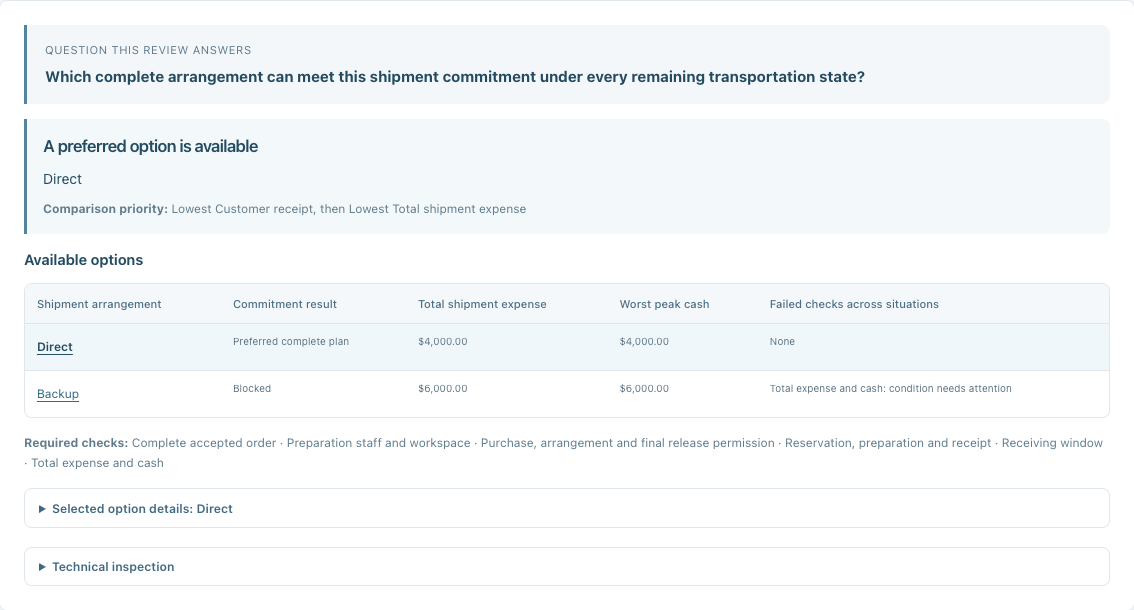 QUESTION THIS REVIEW ANSWERS
Which complete arrangement can meet this shipment commitment under every remaining transportation state?
A preferred option is available
Direct
Comparison priority: Lowest Customer receipt, then Lowest Total shipment expense
Available options
Shipment arrangement Commitment result Total shipment expense Worst peak cash Failed checks across situations
Direct Preferred complete plan $4,000.00 $4,000.00 None
Backup Blocked $6,000.00 $6,000.00 Total expense and cash: condition needs attention
Required checks: Complete accepted order · Preparation staff and workspace · Purchase, arrangement and final release permission · Reservation, preparation and receipt · Receiving window
· Total expense and cash
Selected option details: Direct
Technical inspection